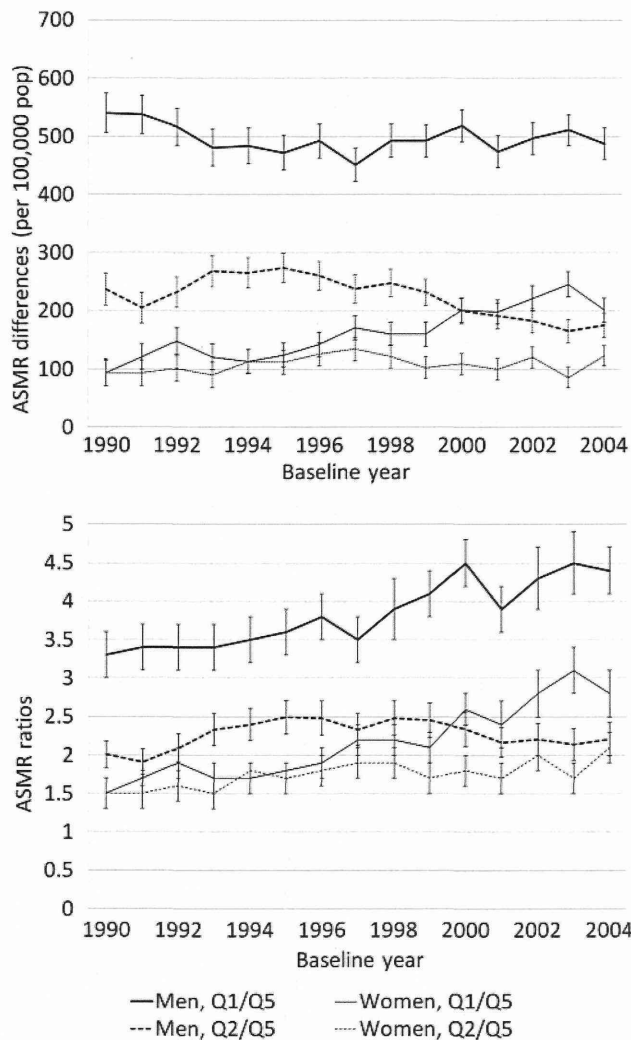 700
600
500
400
300
200
100
0
ASMR differences (per 100,000 pop)
1990 1992 1994 1996 1998 2000 2002 2004
Baseline year
5
4.5
4
3.5
3
2.5
2
1.5
1
0.5
0
ASMR ratios
1990 1992 1994 1996 1998 2000 2002 2004
Baseline year
Men, Q1/Q5 Women, Q1/Q5
Men, Q2/Q5 Women, Q2/Q5